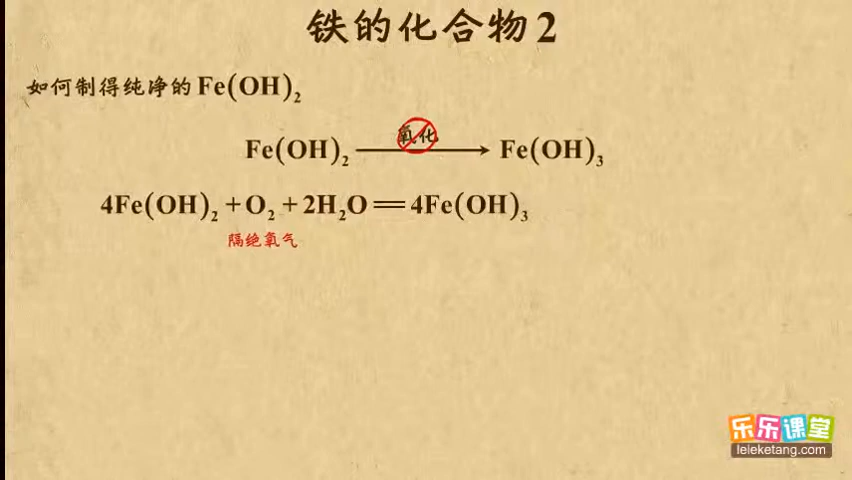 铁的化合物2
如何制得纯净的Fe(OH)₂
氧化
Fe(OH)₂ → Fe(OH)₃
4Fe(OH)₂+O₂+2H₂O═4Fe(OH)₃
隔绝氧气
乐乐课堂
leleketang.com